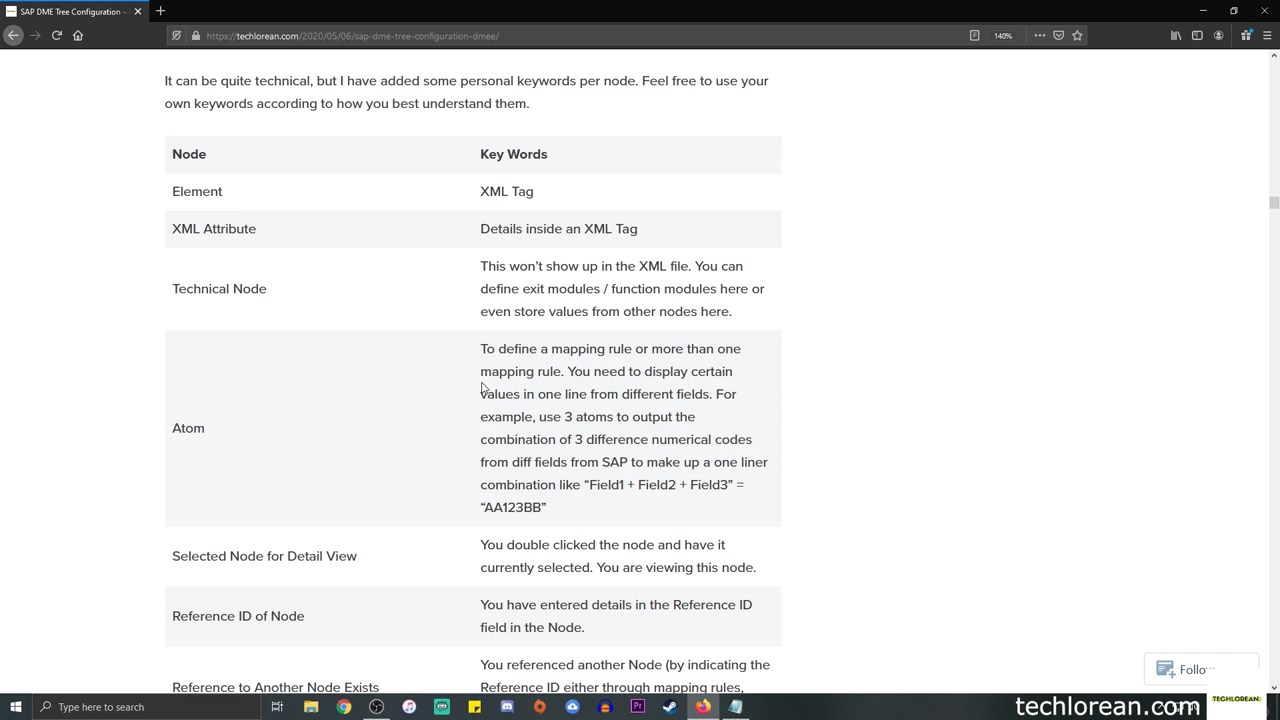 SAP DME Tree Configuration –
https://techlorean.com/2020/05/06/sap-dme-tree-configuration-dmee/
140%
It can be quite technical, but I have added some personal keywords per node. Feel free to use your
own keywords according to how you best understand them.
Node
Key Words
Element
XML Tag
XML Attribute
Details inside an XML Tag
Technical Node
This won't show up in the XML file. You can
define exit modules / function modules here or
even store values from other nodes here.
Atom
To define a mapping rule or more than one
mapping rule. You need to display certain
values in one line from different fields. For
example, use 3 atoms to output the
combination of 3 difference numerical codes
from diff fields from SAP to make up a one liner
combination like “Field1 + Field2 + Field3” =
“AA123BB”
Selected Node for Detail View
You double clicked the node and have it
currently selected. You are viewing this node.
Reference ID of Node
You have entered details in the Reference ID
field in the Node.
Reference to Another Node Exists
You referenced another Node (by indicating the
Reference ID either through mapping rules,
Follo
Type here to search
techlorean.com
TECHLOREAN